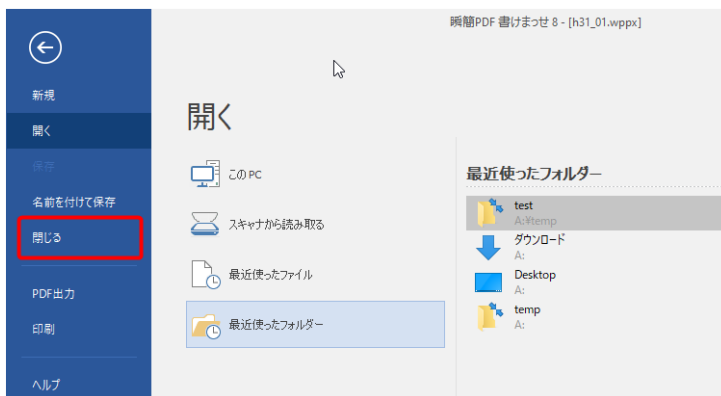 瞬簡PDF 書けまっせ 8 - [h31_01.wppx]
新規
開く
保存
名前を付けて保存
閉じる
PDF出力
印刷
ヘルプ
開く
この PC
スキャナから読み取る
最近使ったファイル
最近使ったフォルダー
最近使ったフォルダー
test
A:¥temp
ダウンロード
A:
Desktop
A:
temp
A: